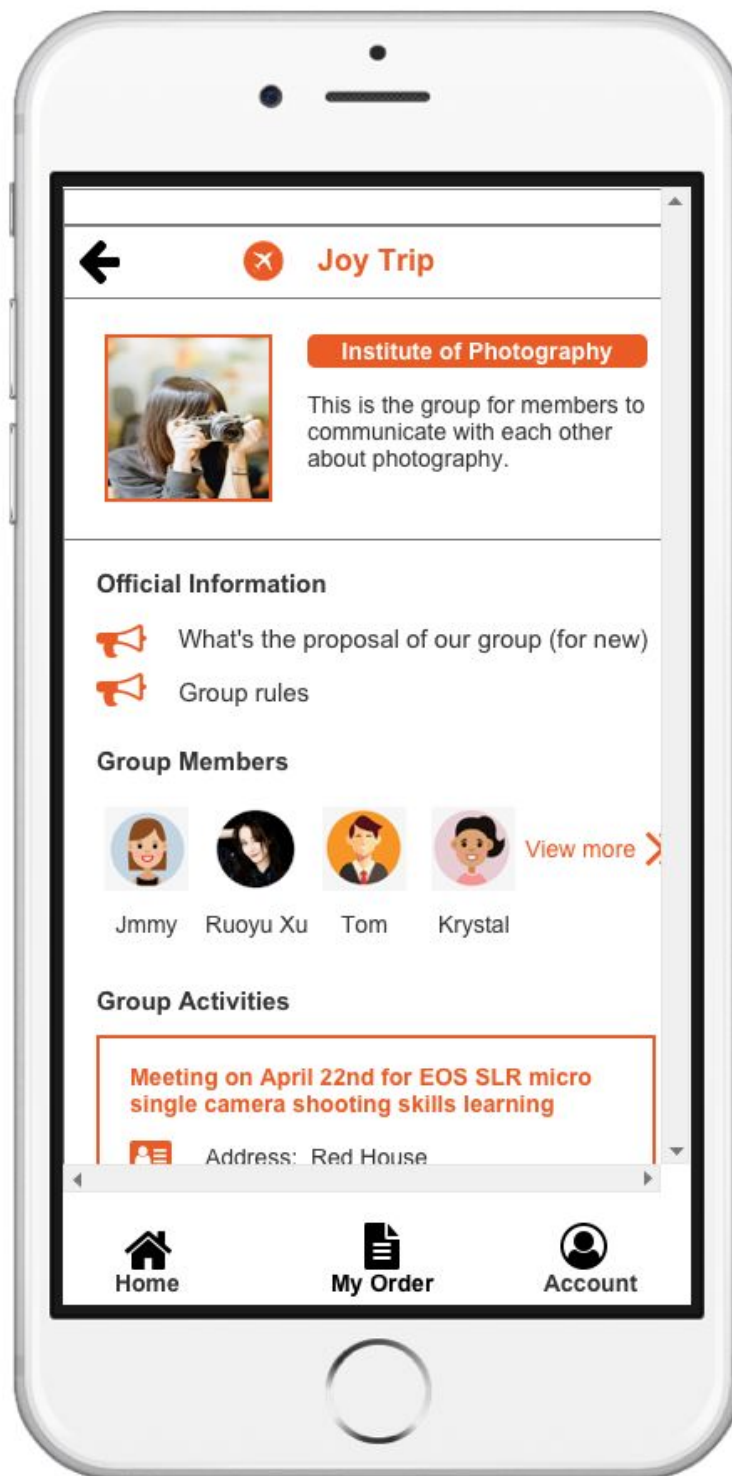 Joy Trip
Institute of Photography
This is the group for members to
communicate with each other
about photography.
Official Information
What's the proposal of our group (for new)
Group rules
Group Members
View more
Jmmy Ruoyu Xu Tom Krystal
Group Activities
Meeting on April 22nd for EOS SLR micro
single camera shooting skills learning
Address: Red House
Home My Order Account